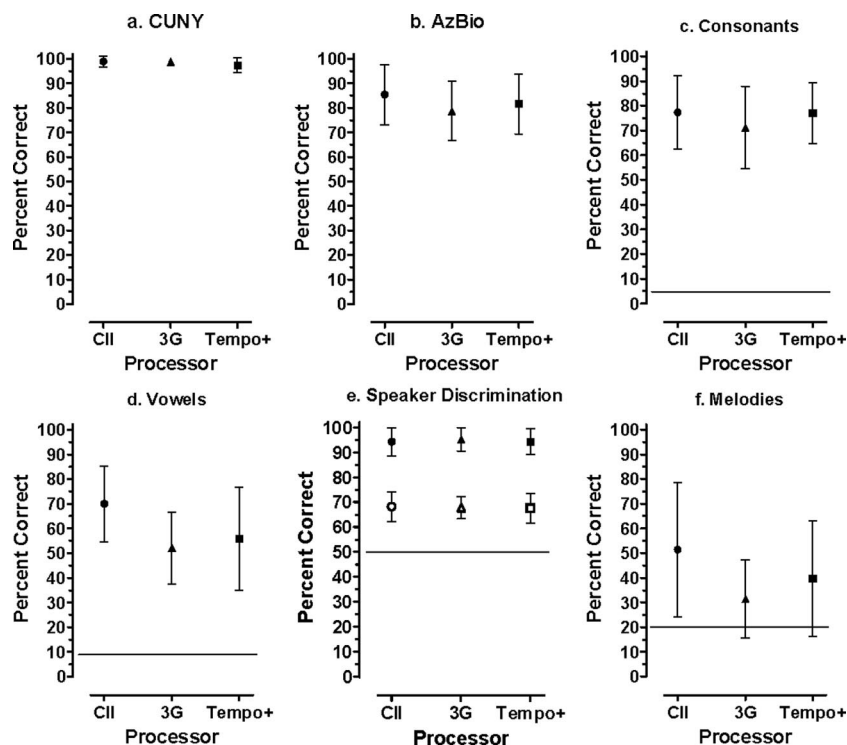 a. CUNY
Percent Correct
100
90
80
70
60
50
40
30
20
10
0
CII 3G Tempo+
Processor
b. AzBio
Percent Correct
100
90
80
70
60
50
40
30
20
10
0
CII 3G Tempo+
Processor
c. Consonants
Percent Correct
100
90
80
70
60
50
40
30
20
10
0
CII 3G Tempo+
Processor
d. Vowels
Percent Correct
100
90
80
70
60
50
40
30
20
10
0
CII 3G Tempo+
Processor
e. Speaker Discrimination
Percent Correct
100
90
80
70
60
50
40
30
20
10
0
CII 3G Tempo+
Processor
f. Melodies
Percent Correct
100
90
80
70
60
50
40
30
20
10
0
CII 3G Tempo+
Processor